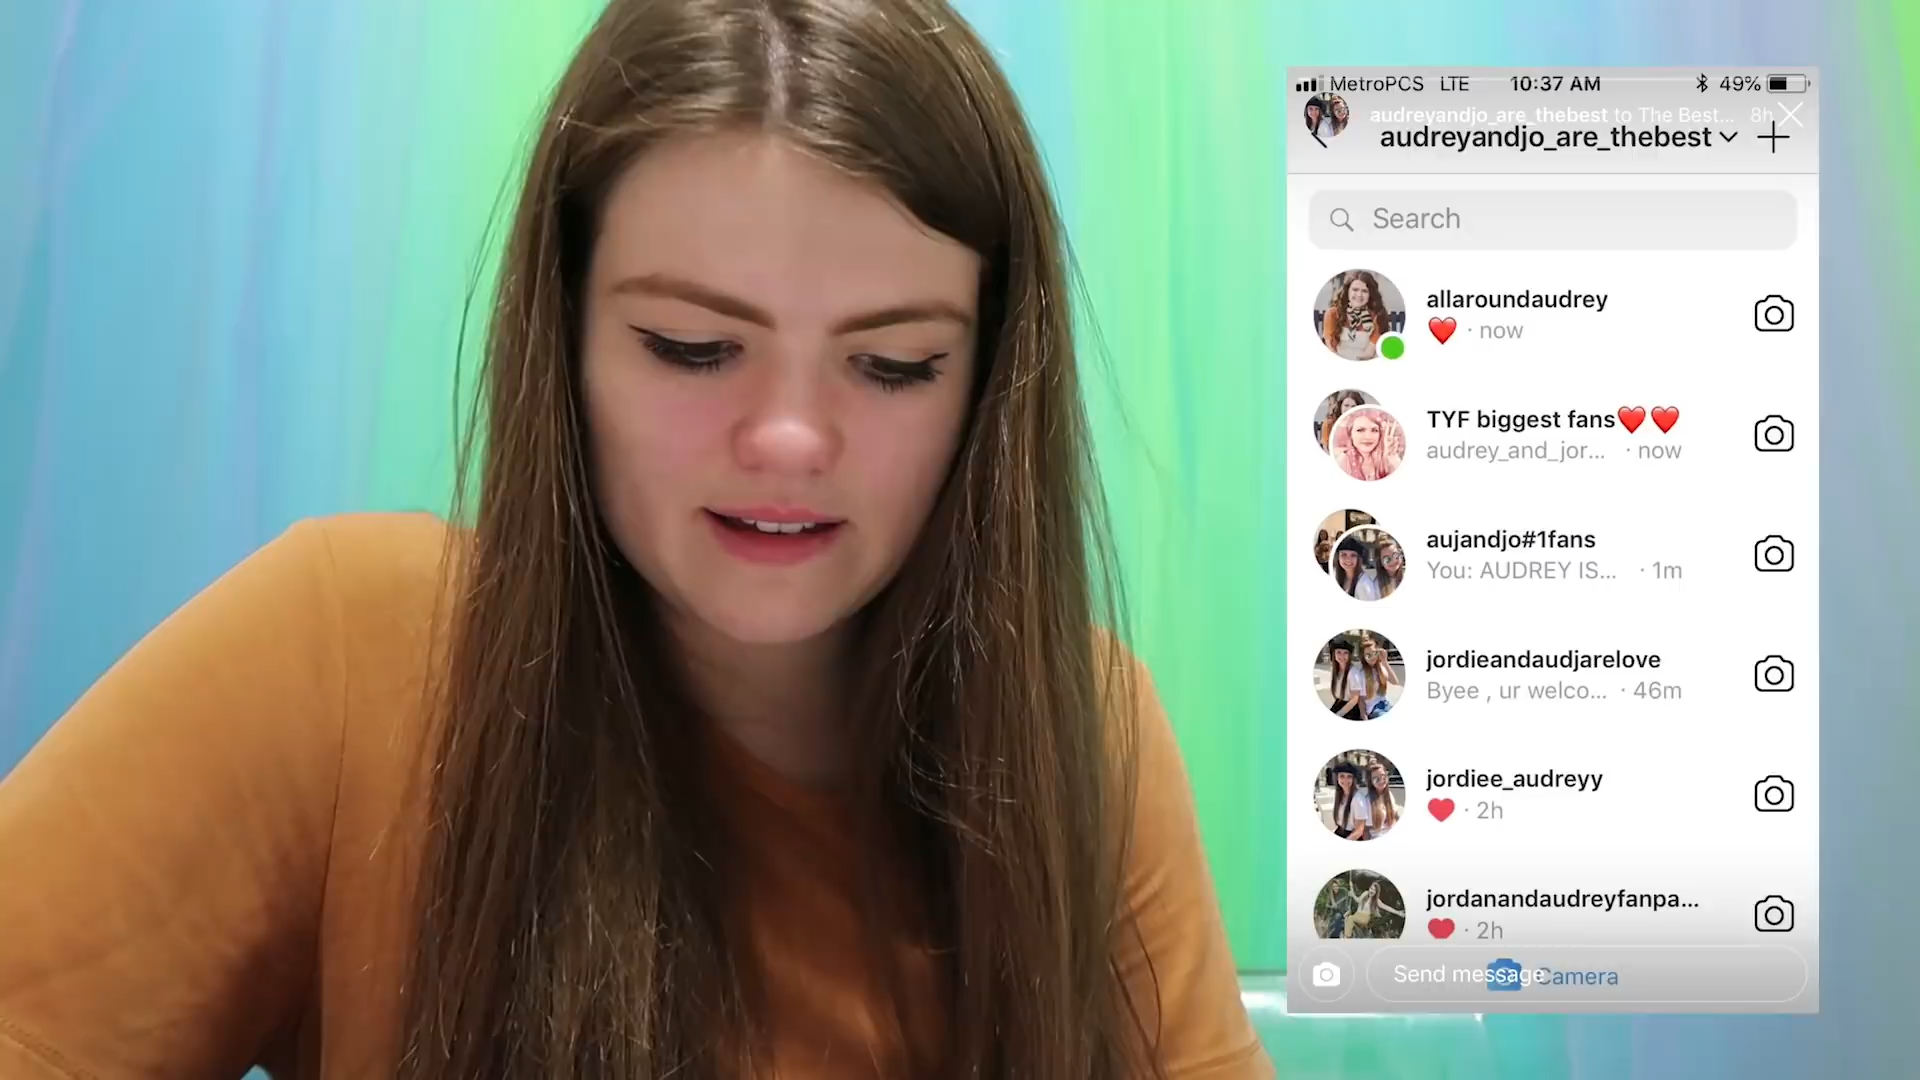 MetroPCS LTE 10:37 AM 49%
audreyandjo_are_thebest to The Best... 8h
audreyandjo_are_thebest
Search
allaroundaudrey
· now
TYF biggest fans❤️❤️
audrey_and_jor... · now
aujandjo#1fans
You: AUDREY IS... · 1m
jordieandaudjarelove
Byee , ur welco... · 46m
jordiee_audreyy
❤️ · 2h
jordanandaudreyfanpa...
❤️ · 2h
Send message
Camera